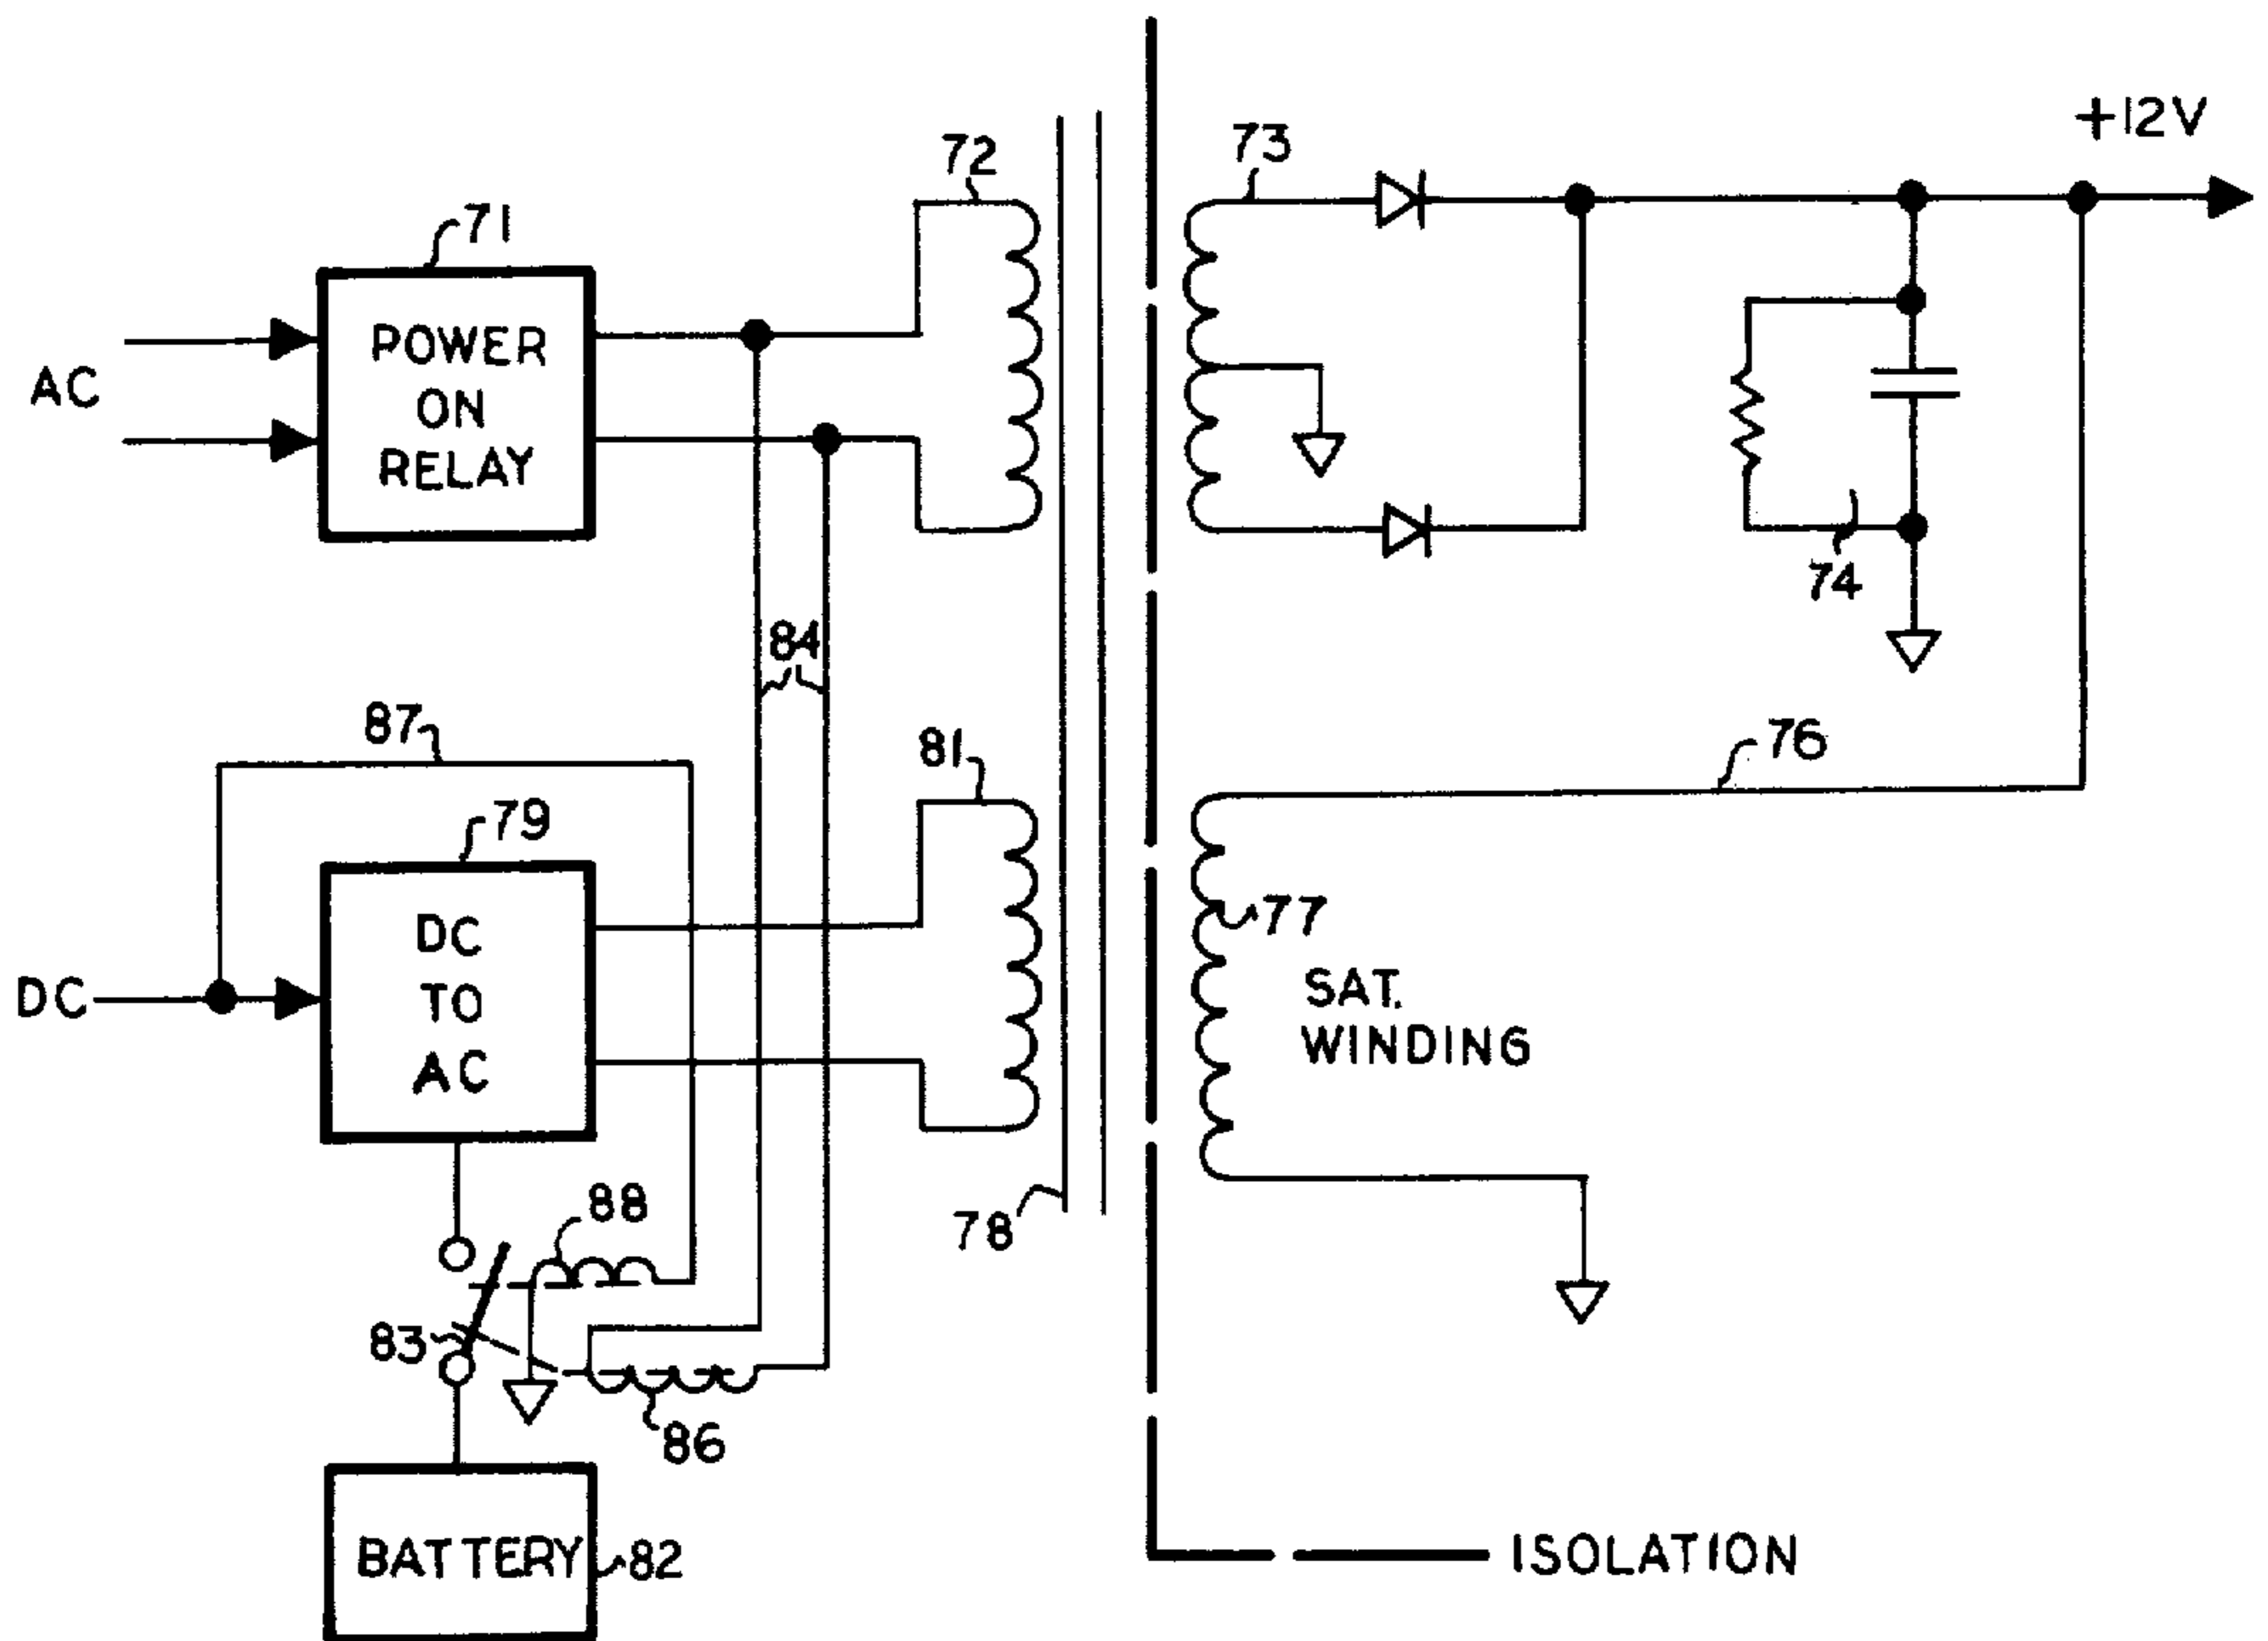 +12V
72
73
71
POWER
ON
RELAY
AC
74
84
87
81
76
79
DC
TO
AC
77
DC
SAT.
WINDING
88
78
83
86
BATTERY
82
ISOLATION